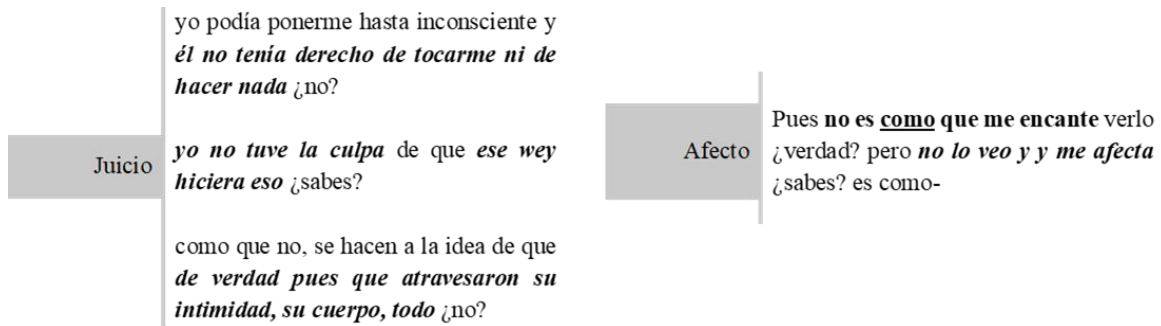 Juicio
yo podía ponerme hasta inconsciente y
él no tenía derecho de tocarme ni de
hacer nada ¿no?
yo no tuve la culpa de que ese wey
hiciera eso ¿sabes?
como que no, se hacen a la idea de que
de verdad pues que atravesaron su
intimidad, su cuerpo, todo ¿no?
Afecto
Pues no es como que me encante verlo
¿verdad? pero no lo veo y y me afecta
¿sabes? es como-